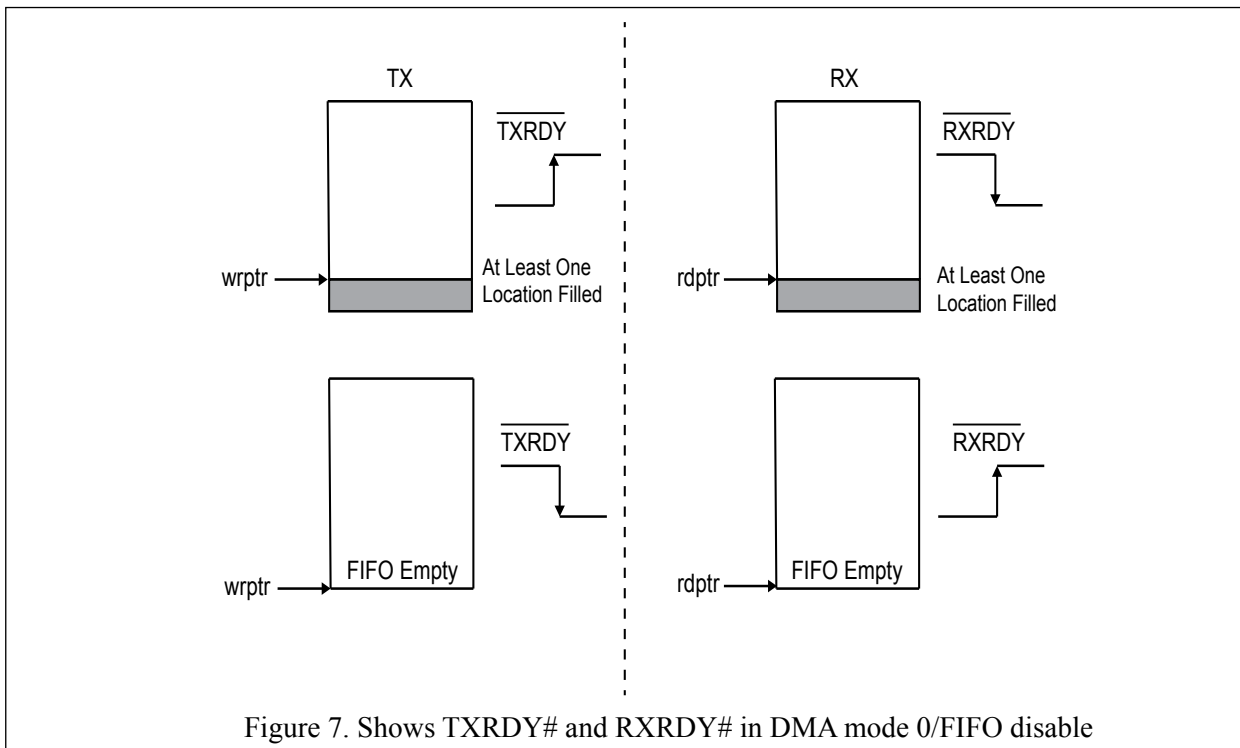 TX
TXRDY
wrptr
At Least One
Location Filled
TXRDY
FIFO Empty
wrptr
RX
RXRDY
rdptr
At Least One
Location Filled
RXRDY
FIFO Empty
rdptr
Figure 7. Shows TXRDY# and RXRDY# in DMA mode 0/FIFO disable